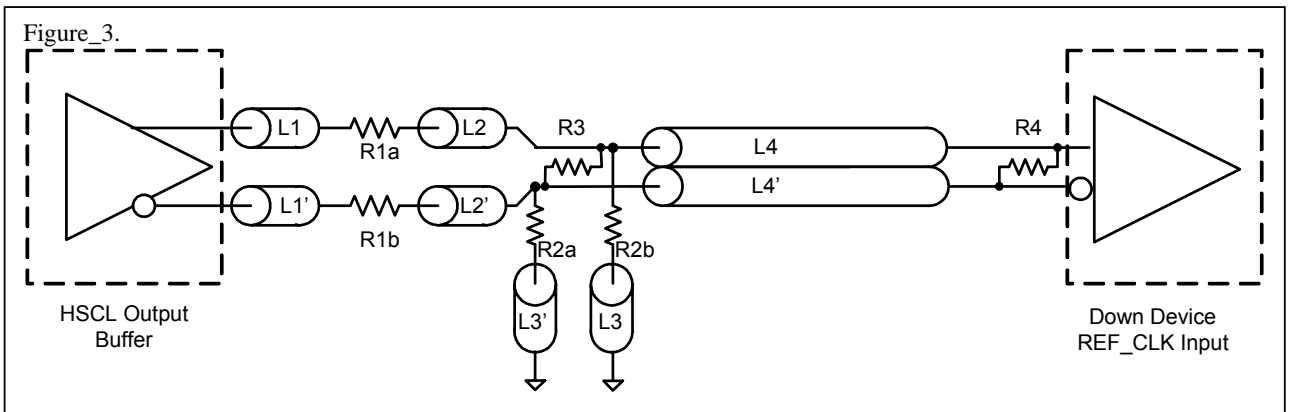 Figure_3.
L1
R1a
L2
R3
L4
R4
L1'
R1b
L2'
L4'
R2a
R2b
L3'
L3
HSCL Output
Buffer
Down Device
REF_CLK Input